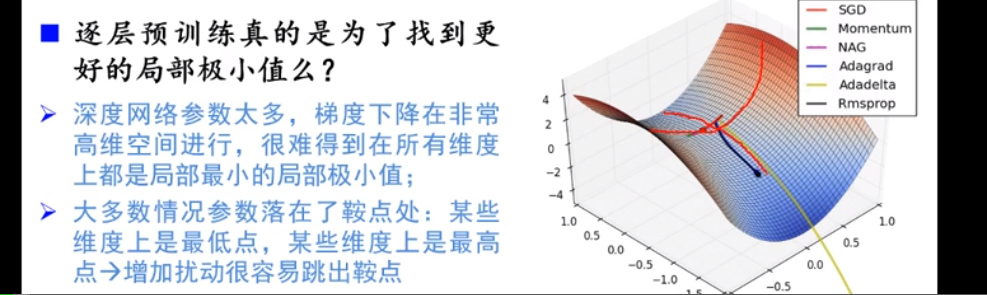 逐层预训练真的是为了找到更
好的局部极小值么？
深度网络参数太多，梯度下降在非常
高维空间进行，很难得到在所有维度
上都是局部最小的局部极小值；
大多数情况参数落在了鞍点处：某些
维度上是最低点，某些维度上是最高
点→增加扰动很容易跳出鞍点
SGD
Momentum
NAG
Adagrad
Adadelta
Rmsprop
4
2
0
−2
−4
1.0
0.5
0.0
−0.5
−1.0
−0.5
0.0
0.5
1.0